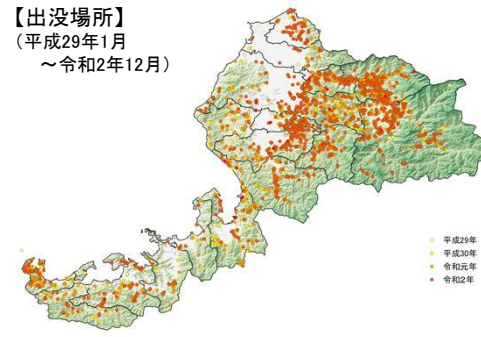 【出没場所】
(平成29年1月
～令和2年12月)
平成29年
平成30年
令和元年
令和2年